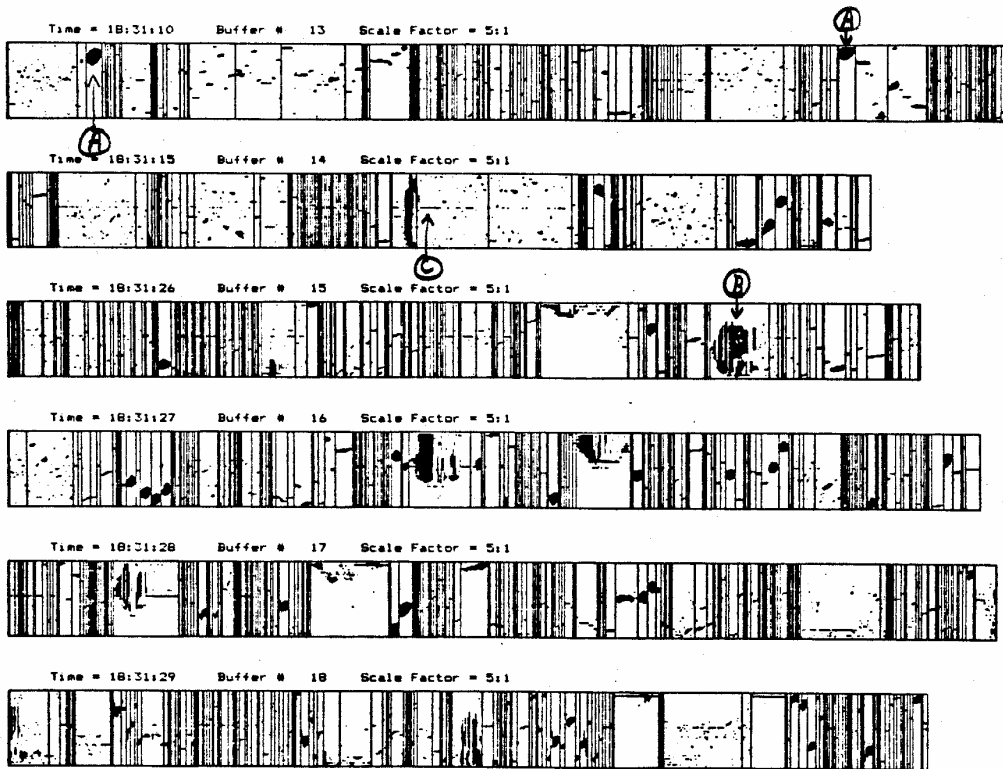 Time = 18:31:10 Buffer # 13 Scale Factor = 5:1
A
A
Time = 18:31:15 Buffer # 14 Scale Factor = 5:1
C
Time = 18:31:26 Buffer # 15 Scale Factor = 5:1
B
Time = 18:31:27 Buffer # 16 Scale Factor = 5:1
Time = 18:31:28 Buffer # 17 Scale Factor = 5:1
Time = 18:31:29 Buffer # 18 Scale Factor = 5:1